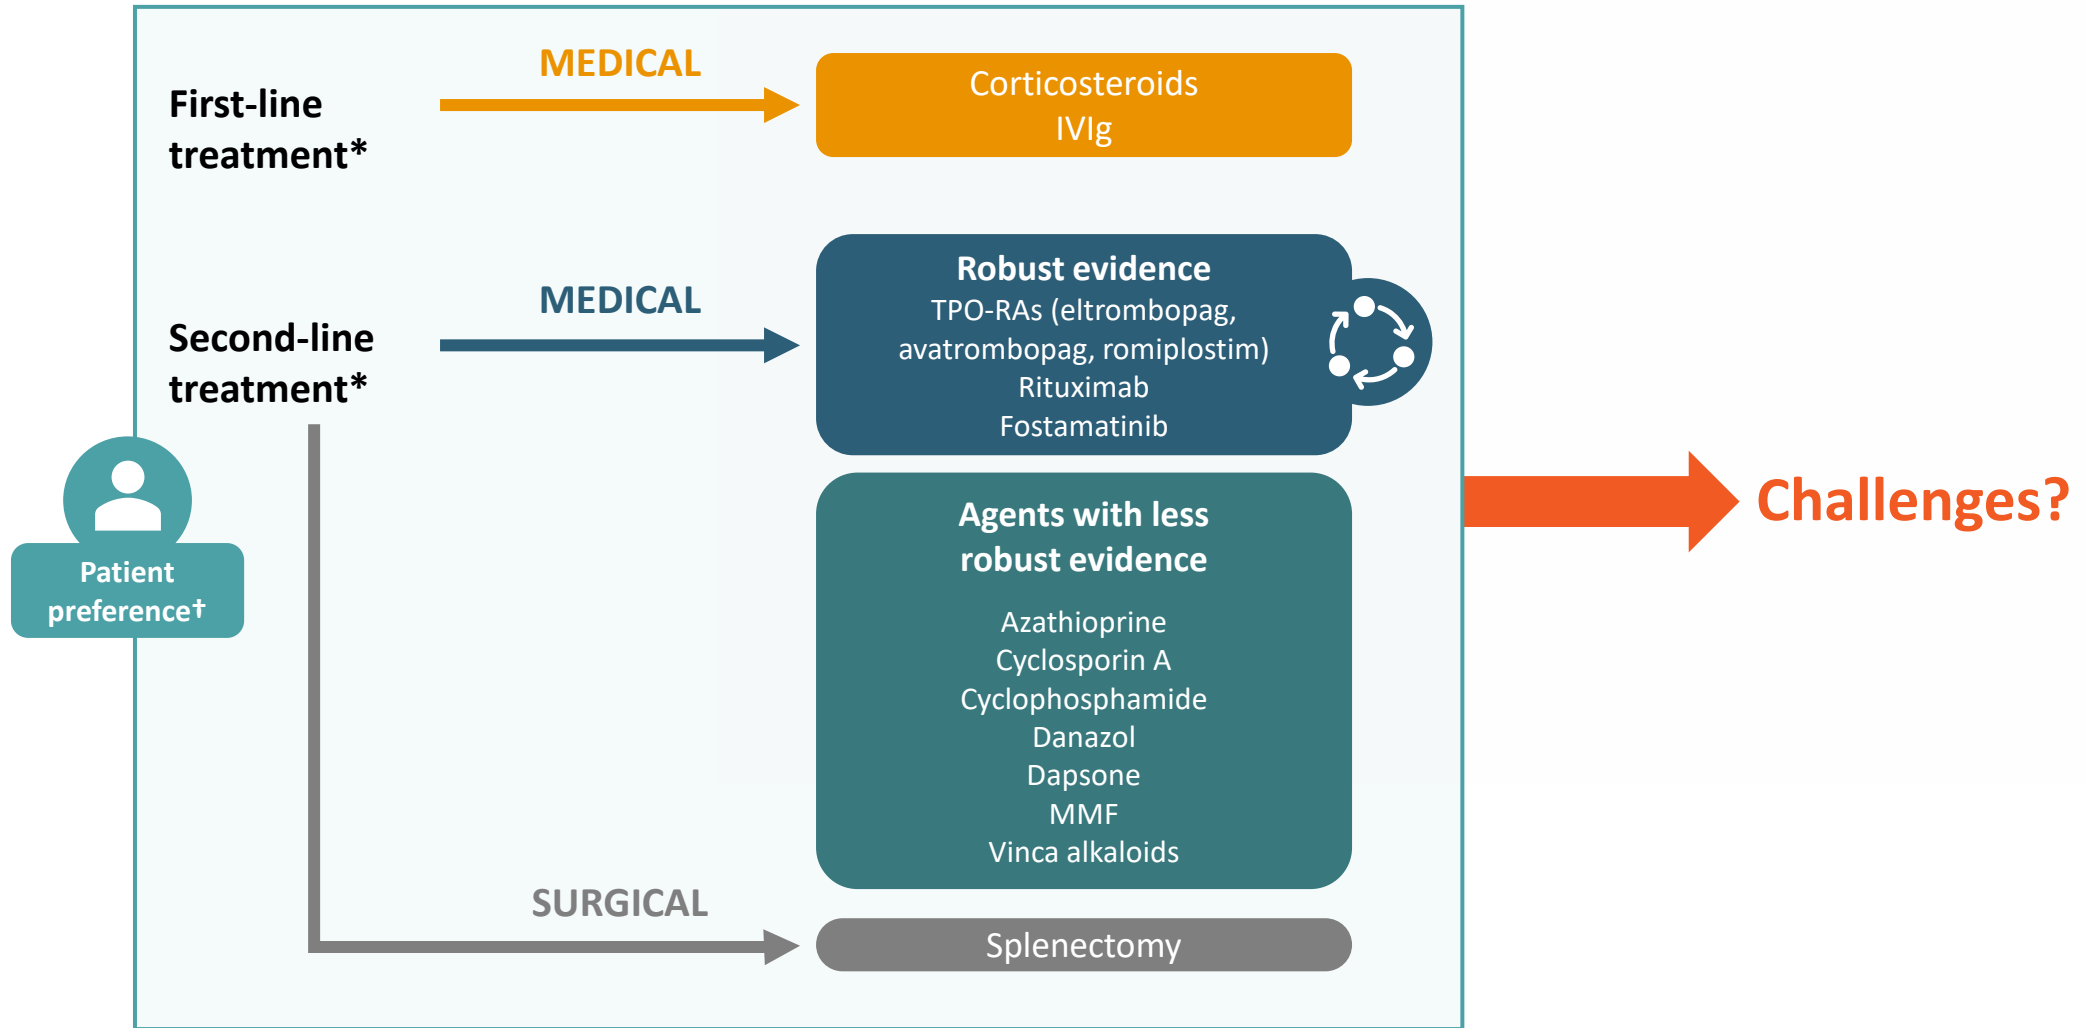 MEDICAL
First-line
treatment*
Corticosteroids
IVIg
MEDICAL
Second-line
treatment*
Robust evidence
TPO-RAs (eltrombopag,
avatrombopag, romiplostim)
Rituximab
Fostamatinib
Agents with less
robust evidence
Azathioprine
Cyclosporin A
Cyclophosphamide
Danazol
Dapsone
MMF
Vinca alkaloids
SURGICAL
Splenectomy
Patient
preference†
Challenges?